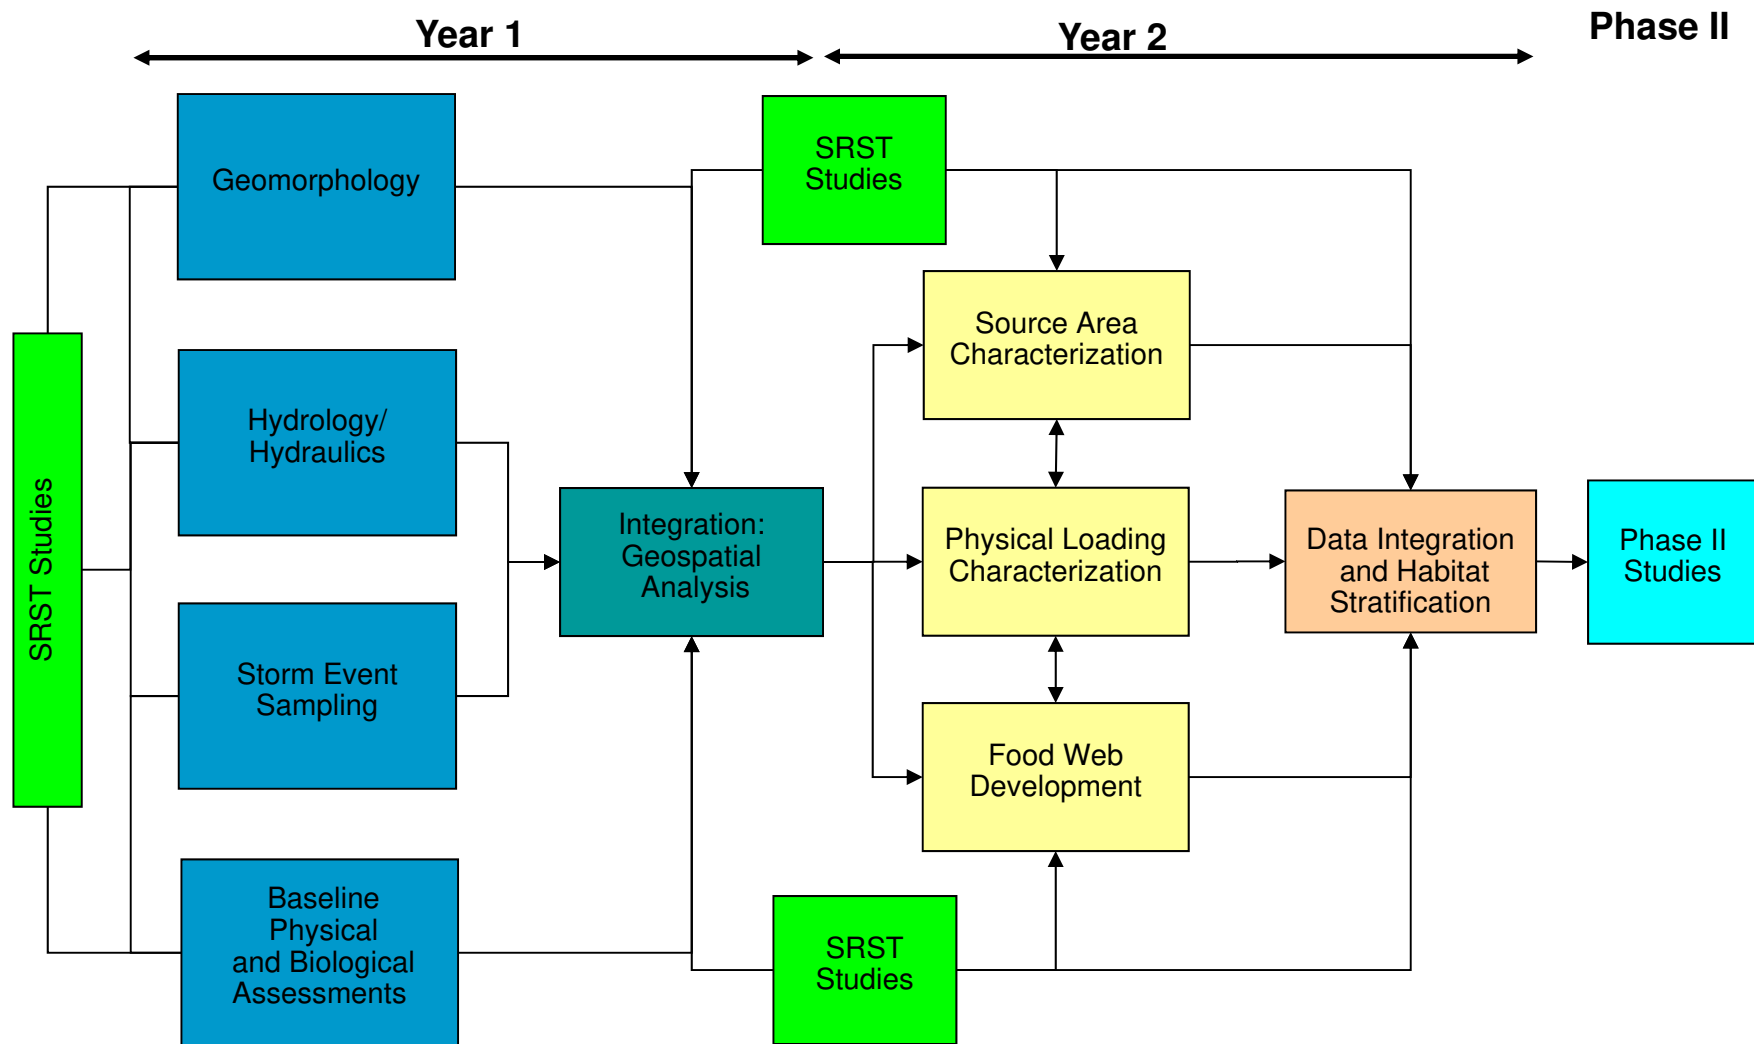 Year 1
Year 2
Phase II
SRST Studies
Geomorphology
Hydrology/
Hydraulics
Storm Event
Sampling
Baseline
Physical
and Biological
Assessments
Integration:
Geospatial
Analysis
SRST
Studies
Source Area
Characterization
Physical Loading
Characterization
Food Web
Development
SRST
Studies
Data Integration
and Habitat
Stratification
Phase II
Studies